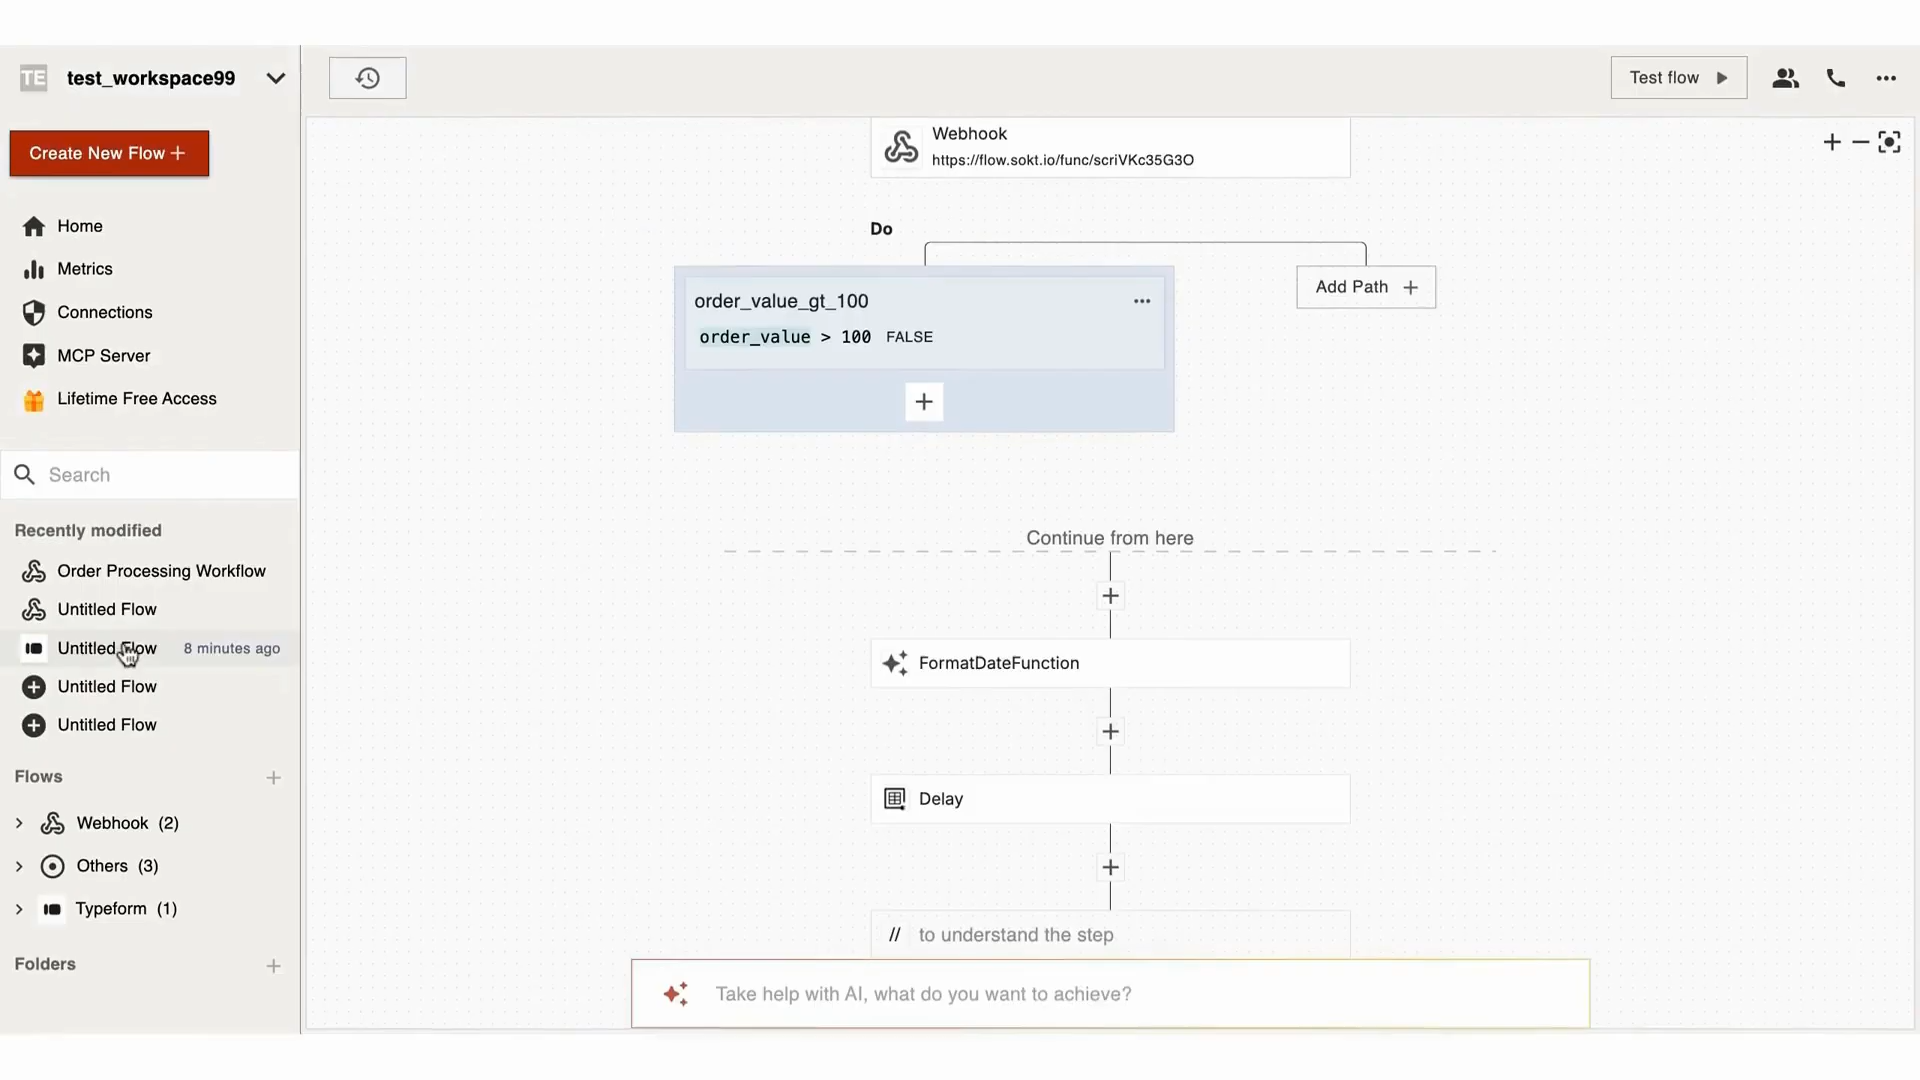 TE test_workspace99
Create New Flow +
Home
Metrics
Connections
MCP Server
Lifetime Free Access
Search
Recently modified
Order Processing Workflow
Untitled Flow
Untitled Flow 8 minutes ago
Untitled Flow
Untitled Flow
Flows
Webhook (2)
Others (3)
Typeform (1)
Folders
Test flow
Webhook
https://flow.sokt.io/func/scriVKc35G3O
Do
order_value_gt_100
order_value > 100 FALSE
Add Path +
Continue from here
FormatDateFunction
Delay
// to understand the step
Take help with AI, what do you want to achieve?